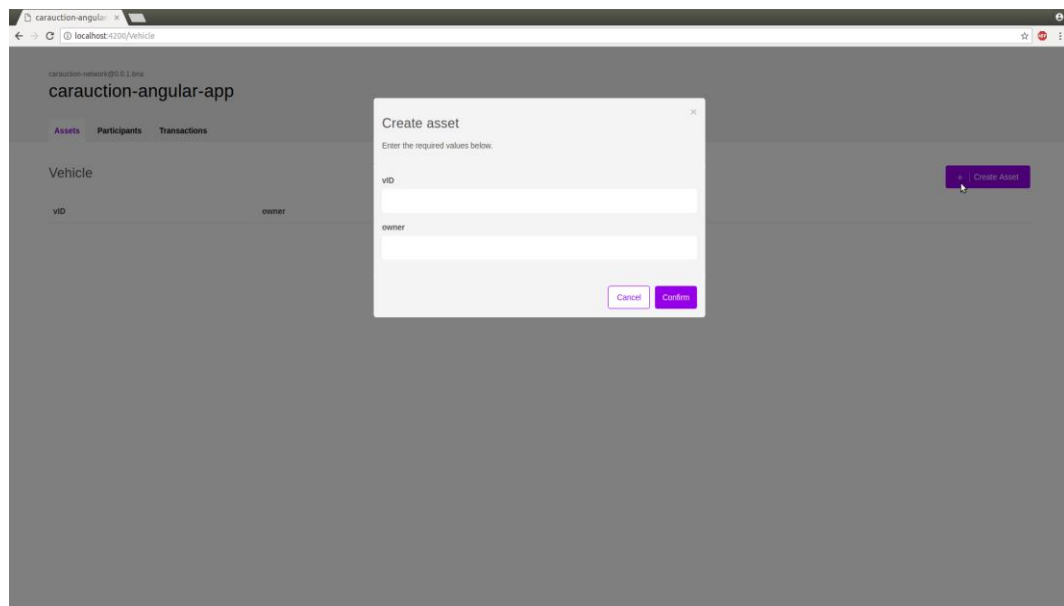 carauction-angular
localhost:4200/Vehicle
carauction-network@0.0.1.bna
carauction-angular-app
Assets Participants Transactions
Create asset
Enter the required values below.
Vehicle
+ | Create Asset
vID
vID owner
owner
Cancel Confirm